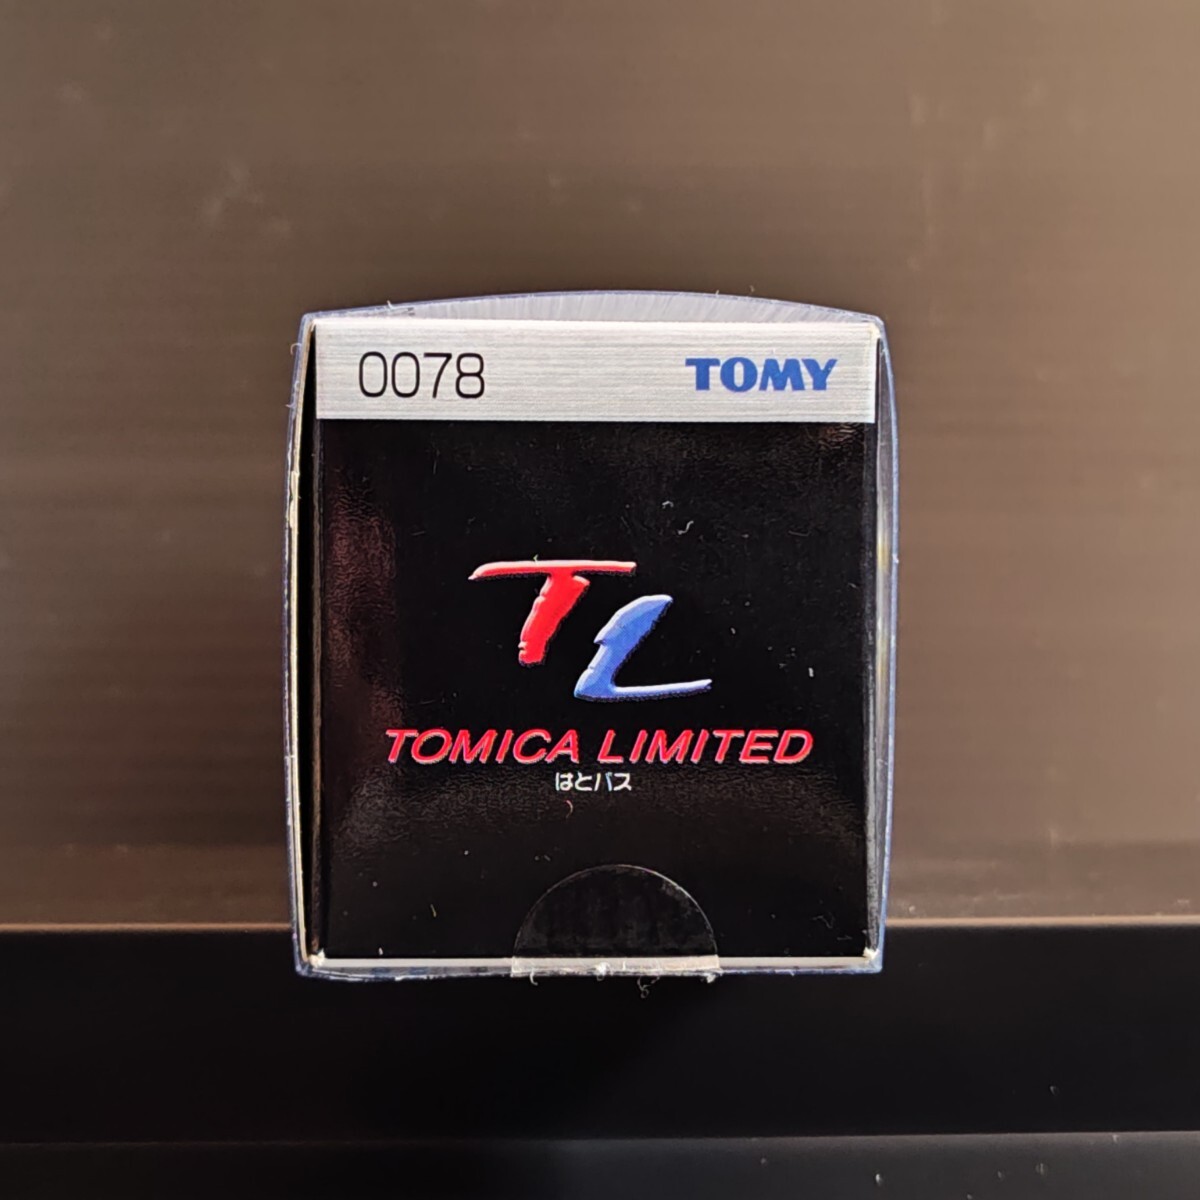 0078 TOMY
TL
TOMICA LIMITED
はとバス